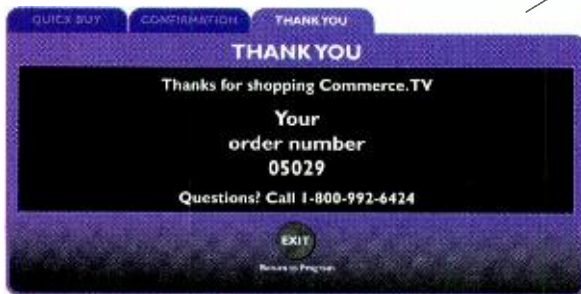 QUICK BUY
CONFIRMATION
THANK YOU
THANK YOU
Thanks for shopping Commerce.TV
Your
order number
05029
Questions? Call 1-800-992-6424
EXIT
Return to Program